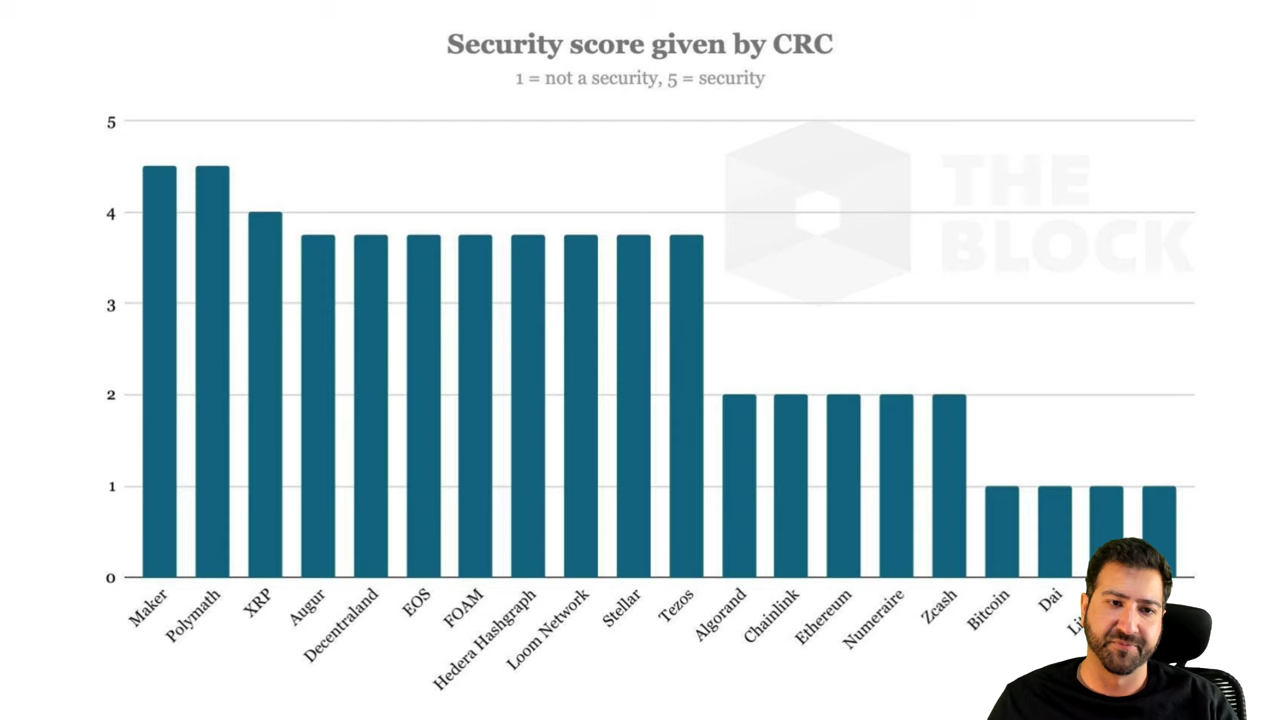 Security score given by CRC
1 = not a security, 5 = security
THE
BLOCK
5
4
3
2
1
0
Maker
Polymath
XRP
Augur
Decentraland
EOS
FOAM
Hedera Hashgraph
Loom Network
Stellar
Tezos
Algorand
Chainlink
Ethereum
Numeraire
Zcash
Bitcoin
Dai